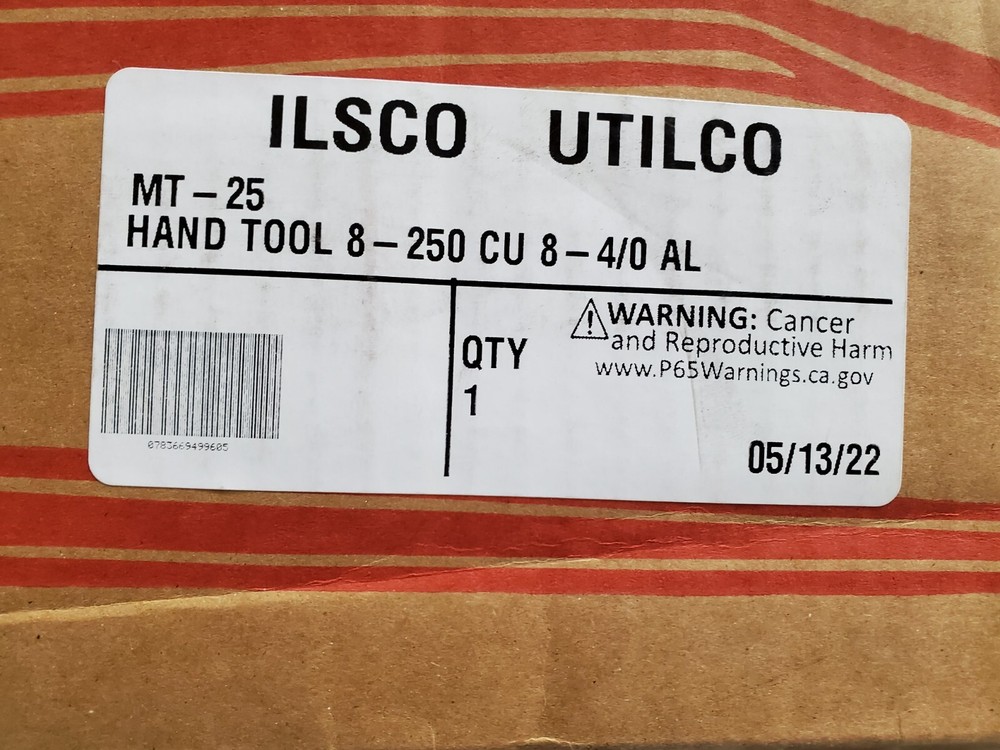 ILSCO UTILCO
MT – 25
HAND TOOL 8 – 250 CU 8 – 4/0 AL
0783669499605
QTY
1
WARNING: Cancer
and Reproductive Harm
www.P65Warnings.ca.gov
05/13/22